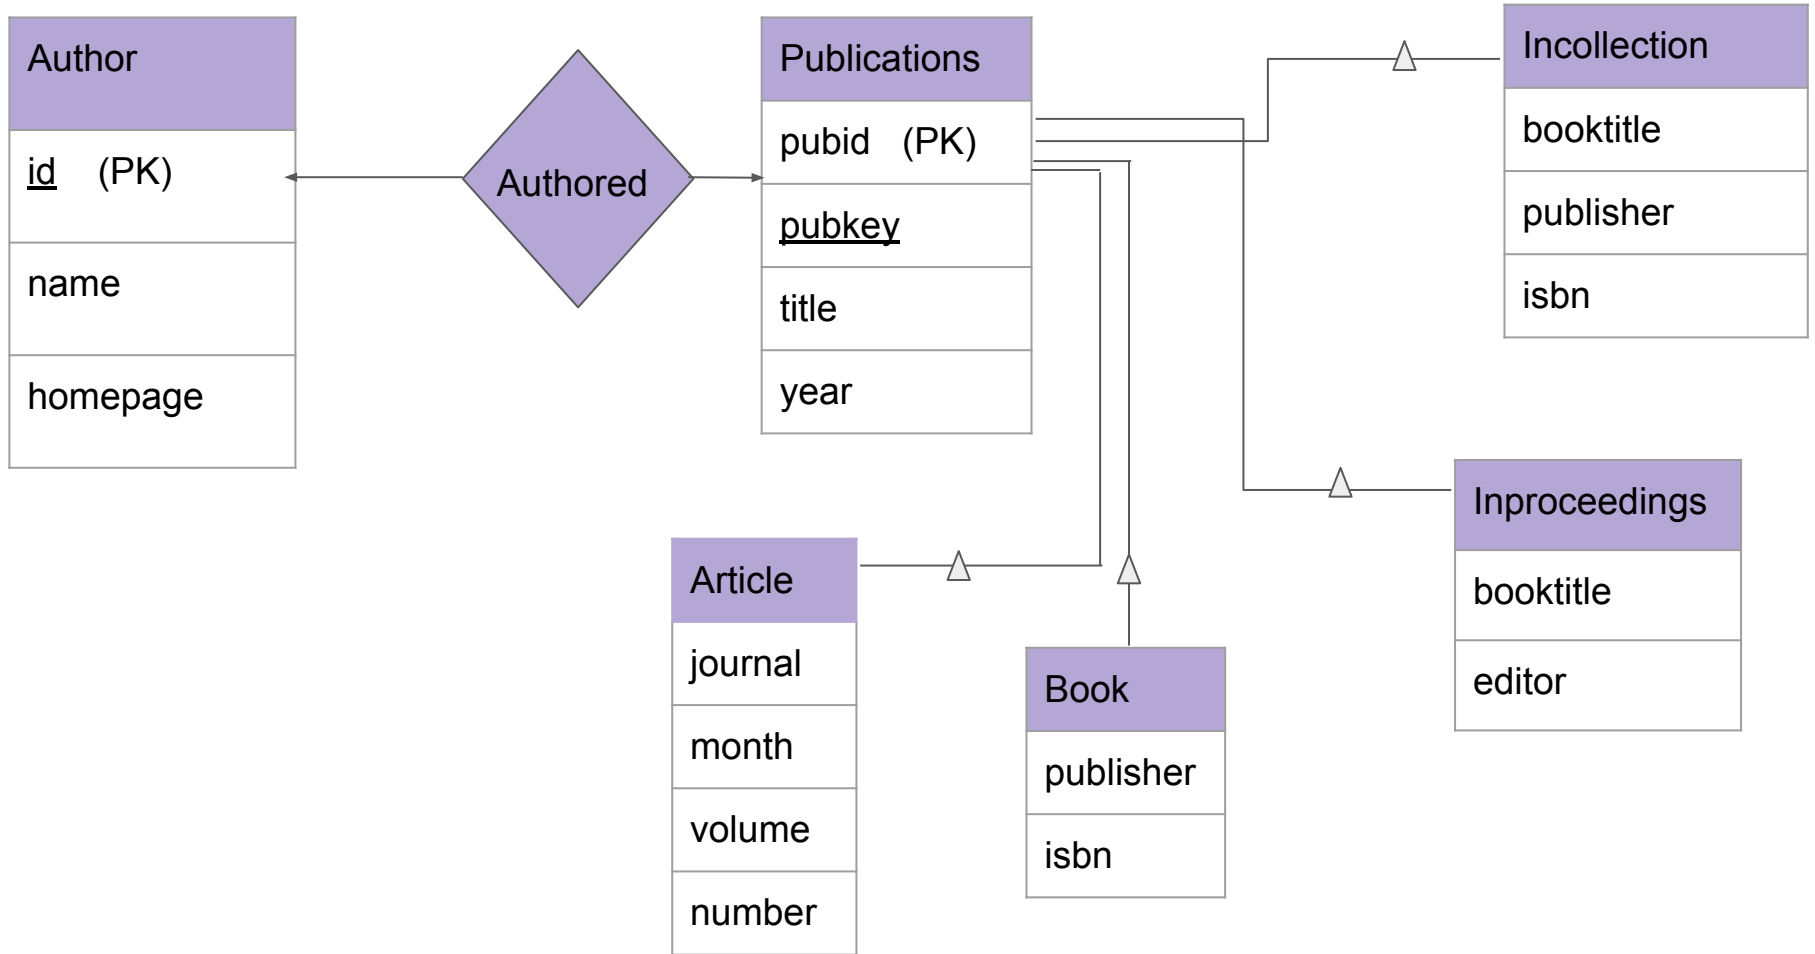 Author
id (PK)
name
homepage
Authored
Publications
pubid (PK)
pubkey
title
year
Incollection
booktitle
publisher
isbn
Inproceedings
booktitle
editor
Article
journal
month
volume
number
Book
publisher
isbn